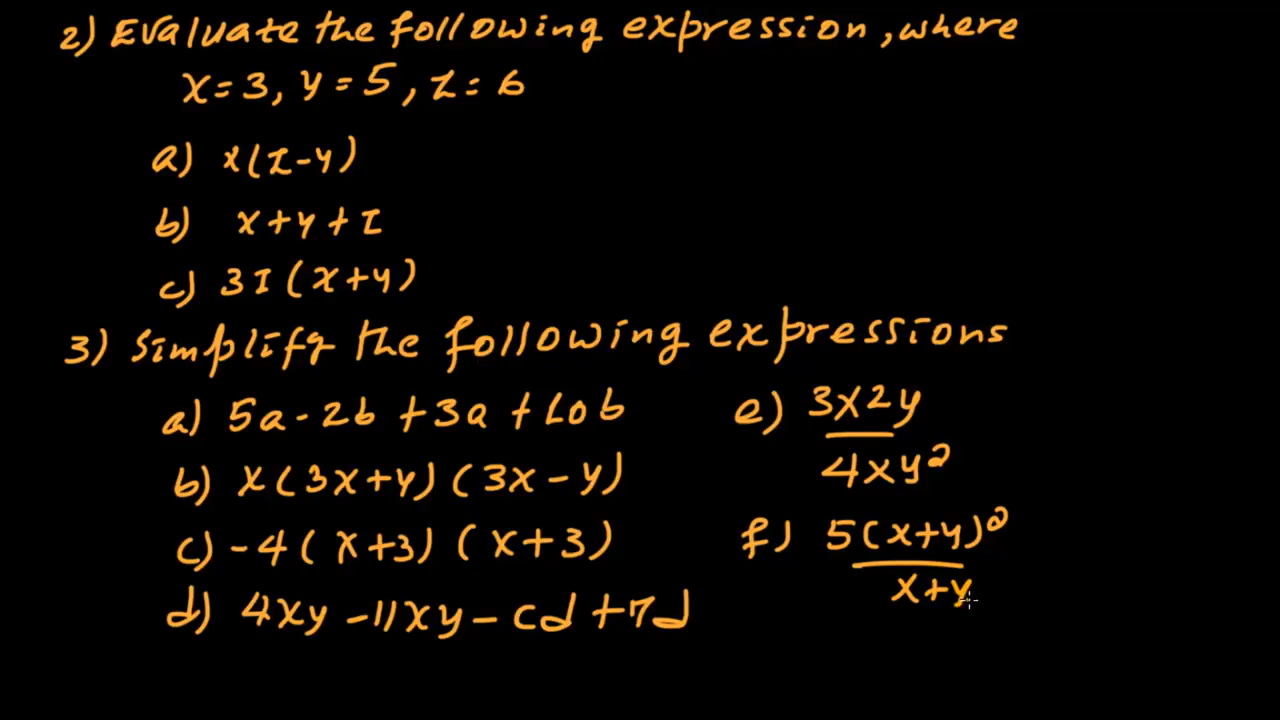 2) Evaluate the following expression, where
x = 3, y = 5, z = 6
a) x(z-y)
b) x+y+z
c) 3z(x+y)
3) Simplify the following expressions
a) 5a - 2b + 3a + 10b
b) x(3x+y)(3x-y)
c) -4(x+3)(x+3)
d) 4xy - 11xy - cd + 7d
e) 3x2y
4xy²
f) 5(x+y)²
x+y